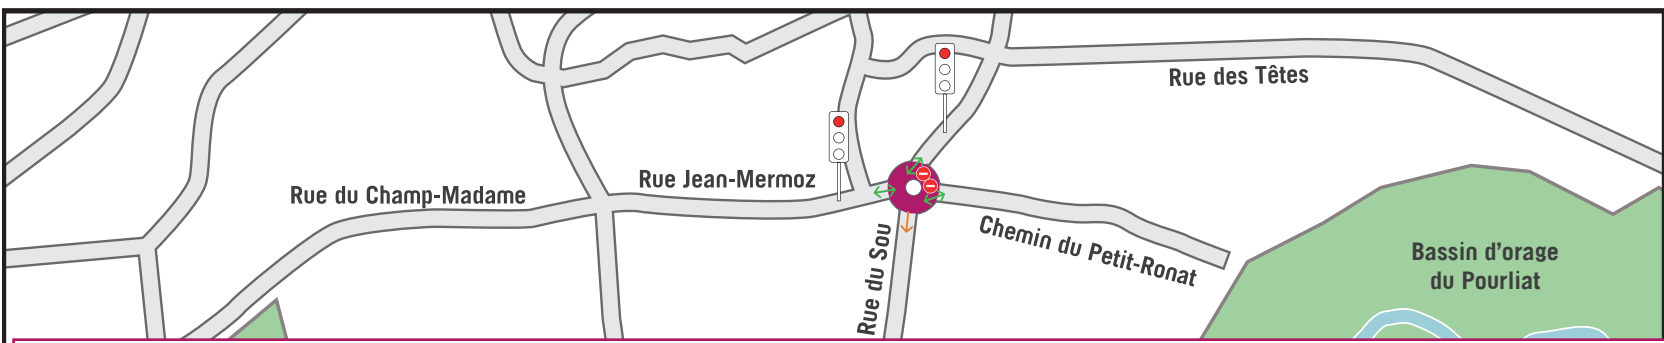 Rue des Têtes
Rue Jean-Mermoz
Rue du Champ-Madame
Chemin du Petit-Ronat
Rue du Sou
Bassin d’orage
du Pourliat